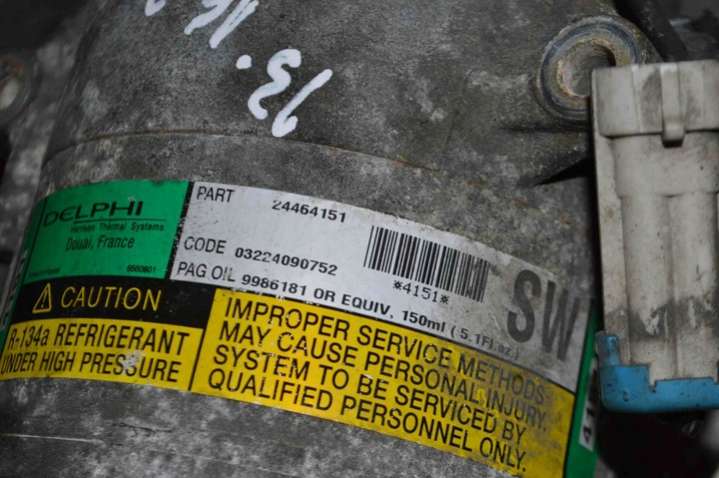 DELPHI
Harrison Thermal Systems
Douai, France
PART 24464151
CODE 03224090752
*4151*
PAG OIL 9986181 OR EQUIV. 150ml (5.1Fl.oz.)
SW
CAUTION
R-134a REFRIGERANT
UNDER HIGH PRESSURE
IMPROPER SERVICE METHODS
MAY CAUSE PERSONAL INJURY.
SYSTEM TO BE SERVICED BY
QUALIFIED PERSONNEL ONLY.